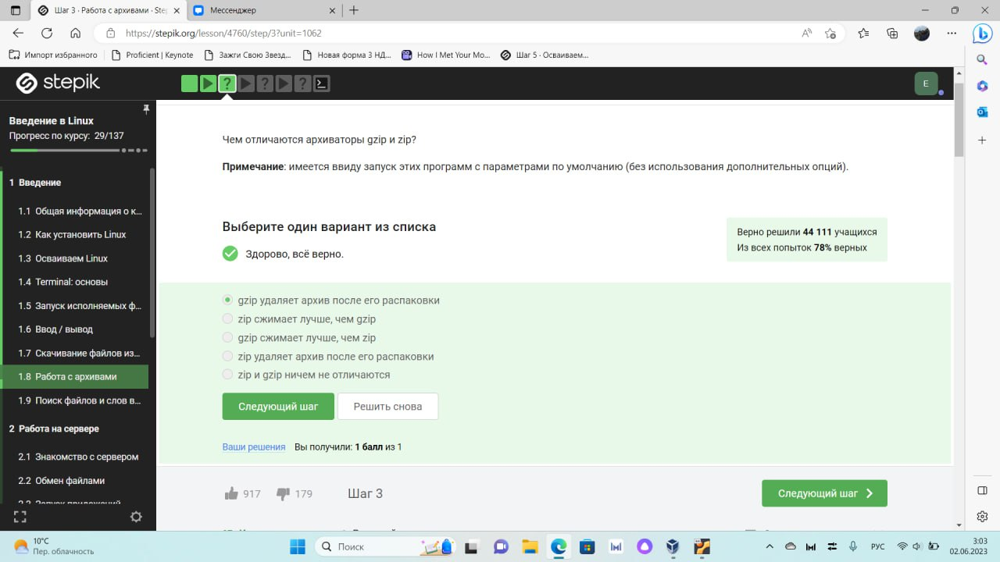 Шаг 3 · Работа с архивами · Step
Мессенджер
https://stepik.org/lesson/4760/step/3?unit=1062
Импорт избранного
Proficient | Keynote
Зажги Свою Звезд...
Новая форма 3 НД...
How I Met Your Mo...
Шаг 5 · Осваиваем...
stepik
E
Введение в Linux
Прогресс по курсу: 29/137
1 Введение
1.1 Общая информация о к...
1.2 Как установить Linux
1.3 Осваиваем Linux
1.4 Terminal: основы
1.5 Запуск исполняемых ф...
1.6 Ввод / вывод
1.7 Скачивание файлов из...
1.8 Работа с архивами
1.9 Поиск файлов и слов в...
2 Работа на сервере
2.1 Знакомство с сервером
2.2 Обмен файлами
Чем отличаются архиваторы gzip и zip?
Примечание: имеется ввиду запуск этих программ с параметрами по умолчанию (без использования дополнительных опций).
Выберите один вариант из списка
Здорово, всё верно.
Верно решили 44 111 учащихся
Из всех попыток 78% верных
gzip удаляет архив после его распаковки
zip сжимает лучше, чем gzip
gzip сжимает лучше, чем zip
zip удаляет архив после его распаковки
zip и gzip ничем не отличаются
Следующий шаг
Решить снова
Ваши решения Вы получили: 1 балл из 1
917
179
Шаг 3
Следующий шаг
10°C
Пер. облачность
Поиск
РУС
3:03
02.06.2023